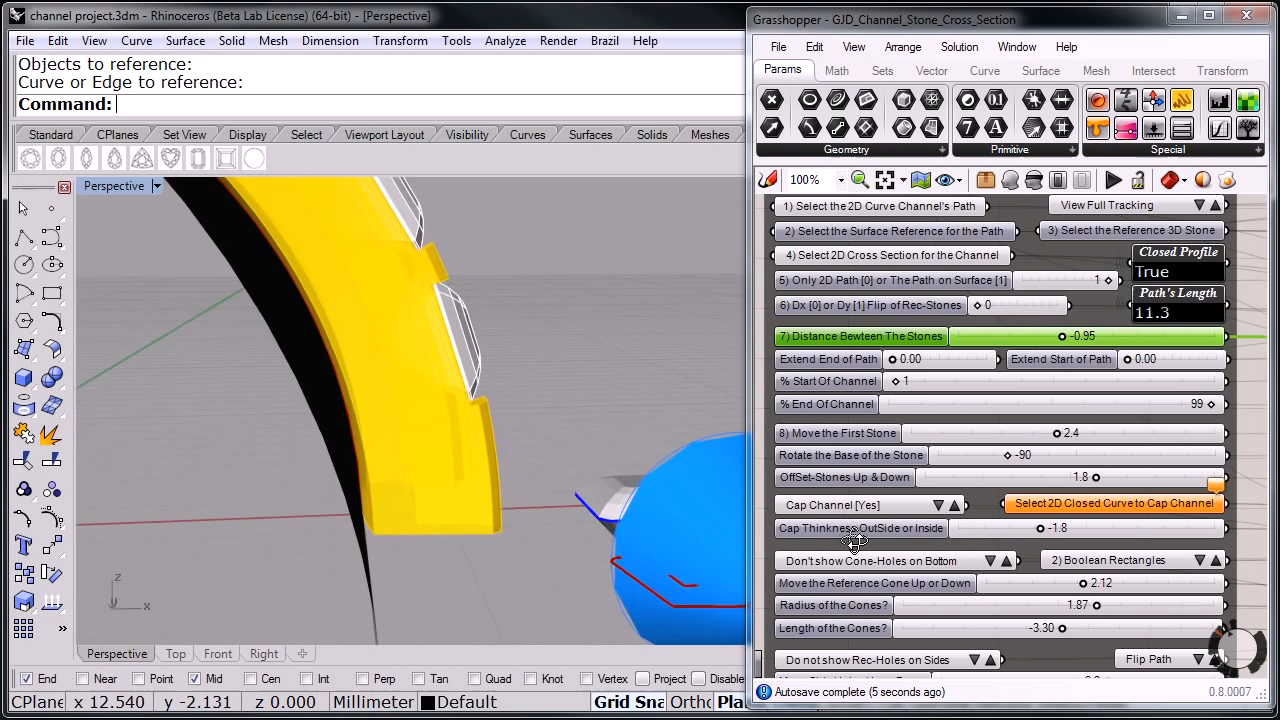 channel project.3dm - Rhinoceros (Beta Lab License) (64-bit) - [Perspective]
File Edit View Curve Surface Solid Mesh Dimension Transform Tools Analyze Render Brazil Help
Objects to reference:
Curve or Edge to reference:
Command:
Standard CPlanes Set View Display Select Viewport Layout Visibility Curves Surfaces Solids Meshes
Perspective
z
x
Perspective Top Front Right
End Near Point Mid Cen Int Perp Tan Quad Knot Vertex Project Disable
CPlane x 12.540 y -2.131 z 0.000 Millimeter Default Grid Sna Ortho Pla
Grasshopper - GJD_Channel_Stone_Cross_Section
File Edit View Arrange Solution Window Help
Params Math Sets Vector Curve Surface Mesh Intersect Transform
Geometry Primitive Special
100%
1) Select the 2D Curve Channel's Path View Full Tracking
2) Select the Surface Reference for the Path 3) Select the Reference 3D Stone
4) Select 2D Cross Section for the Channel
Closed Profile
True
5) Only 2D Path [0] or The Path on Surface [1] 1
Path's Length
11.3
6) Dx [0] or Dy [1] Flip of Rec-Stones 0
7) Distance Bewteen The Stones -0.95
Extend End of Path 0.00 Extend Start of Path 0.00
% Start Of Channel 1
% End Of Channel 99
8) Move the First Stone 2.4
Rotate the Base of the Stone -90
OffSet-Stones Up & Down 1.8
Cap Channel [Yes] Select 2D Closed Curve to Cap Channel
Cap Thinkness OutSide or Inside -1.8
Don't show Cone-Holes on Bottom 2) Boolean Rectangles
Move the Reference Cone Up or Down 2.12
Radius of the Cones? 1.87
Length of the Cones? -3.30
Do not show Rec-Holes on Sides Flip Path
Autosave complete (5 seconds ago) 0.8.0007